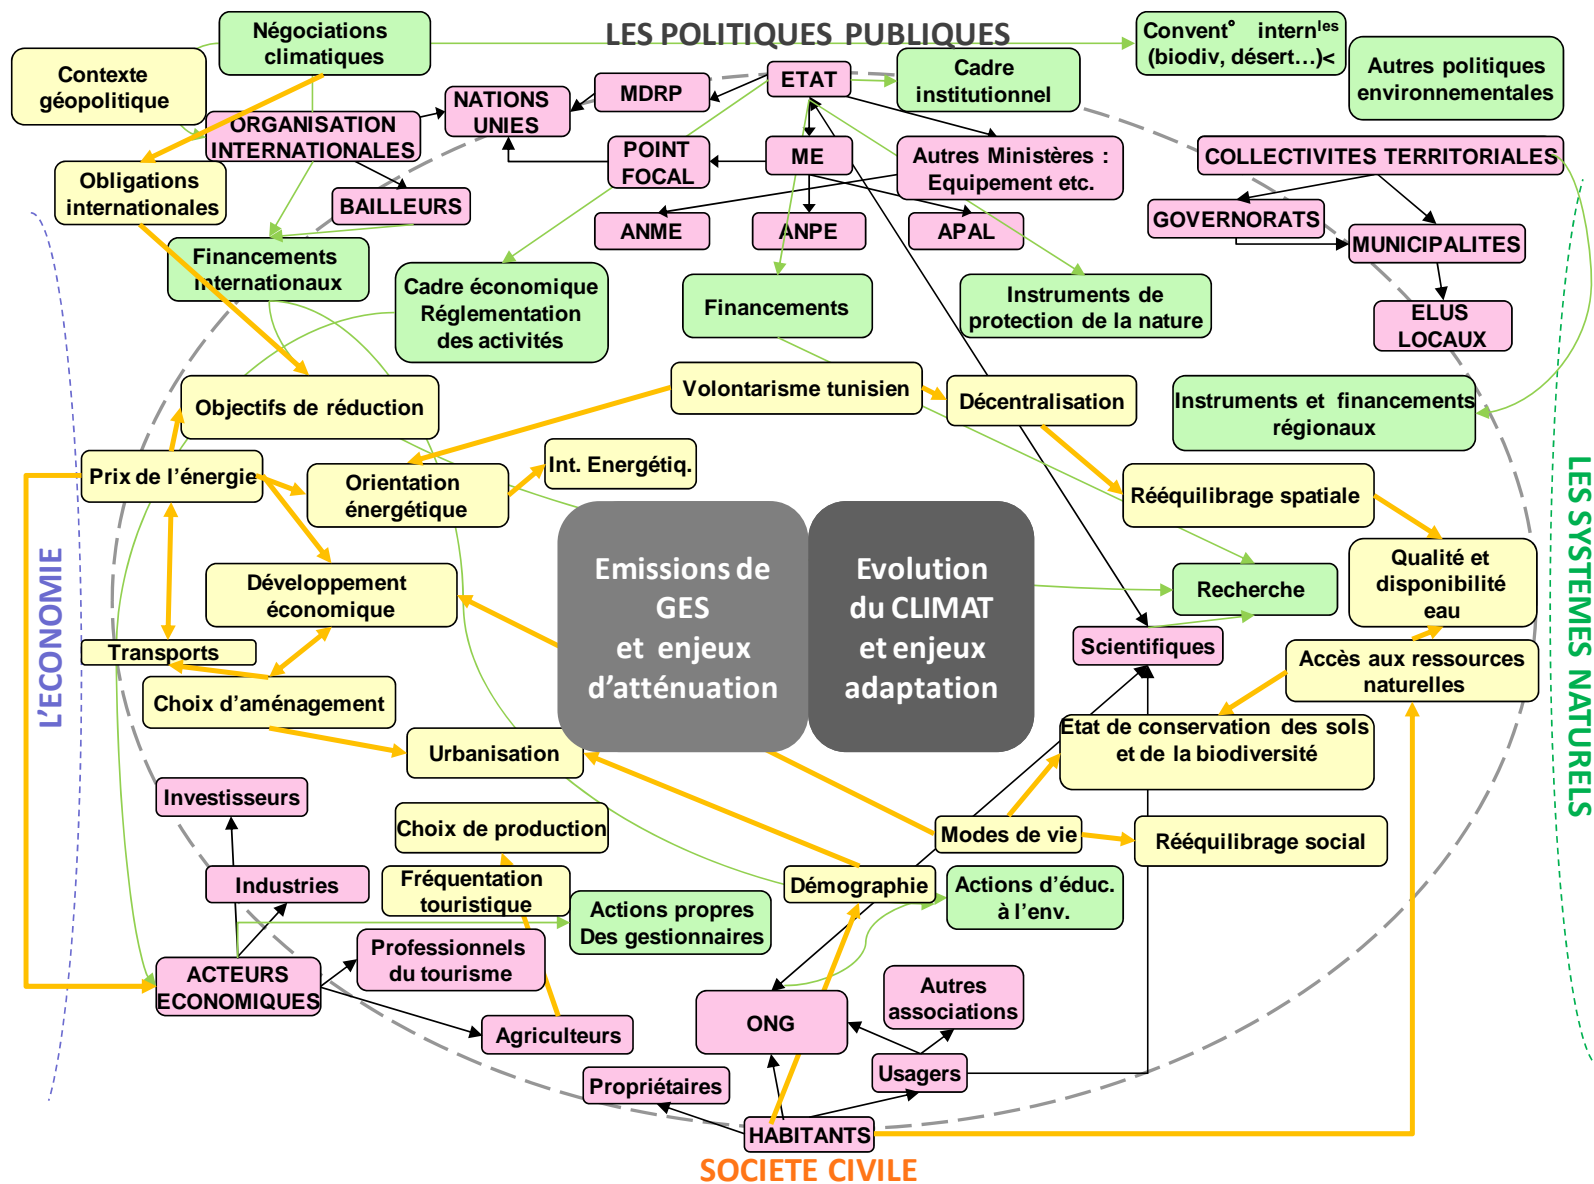 LES POLITIQUES PUBLIQUES
Négociations
climatiques
Convent° intern^les
(biodiv, désert…)<
Contexte
géopolitique
Autres politiques
environnementales
MDRP
ETAT
Cadre
institutionnel
NATIONS
UNIES
ORGANISATION
INTERNATIONALES
POINT
FOCAL
ME
Autres Ministères :
Equipement etc.
COLLECTIVITES TERRITORIALES
Obligations
internationales
BAILLEURS
ANME
ANPE
APAL
GOVERNORATS
MUNICIPALITES
Financements
internationaux
Cadre économique
Réglementation
des activités
Financements
Instruments de
protection de la nature
ELUS
LOCAUX
Objectifs de réduction
Volontarisme tunisien
Décentralisation
Instruments et financements
régionaux
Prix de l’énergie
Orientation
énergétique
Int. Energétiq.
Rééquilibrage spatiale
L’ECONOMIE
LES SYSTEMES NATURELS
Développement
économique
Emissions de
GES
et enjeux
d’atténuation
Evolution
du CLIMAT
et enjeux
adaptation
Recherche
Qualité et
disponibilité
eau
Transports
Scientifiques
Accès aux ressources
naturelles
Choix d’aménagement
Urbanisation
Etat de conservation des sols
et de la biodiversité
Investisseurs
Choix de production
Modes de vie
Rééquilibrage social
Industries
Fréquentation
touristique
Démographie
Actions d’éduc.
à l’env.
Actions propres
Des gestionnaires
Professionnels
du tourisme
ACTEURS
ECONOMIQUES
Autres
associations
ONG
Agriculteurs
Usagers
Propriétaires
HABITANTS
SOCIETE CIVILE